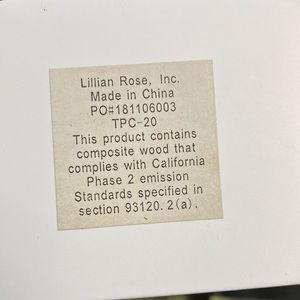 Lillian Rose, Inc.
Made in China
PO#181106003
TPC-20
This product contains
composite wood that
complies with California
Phase 2 emission
Standards specified in
section 93120.2(a).